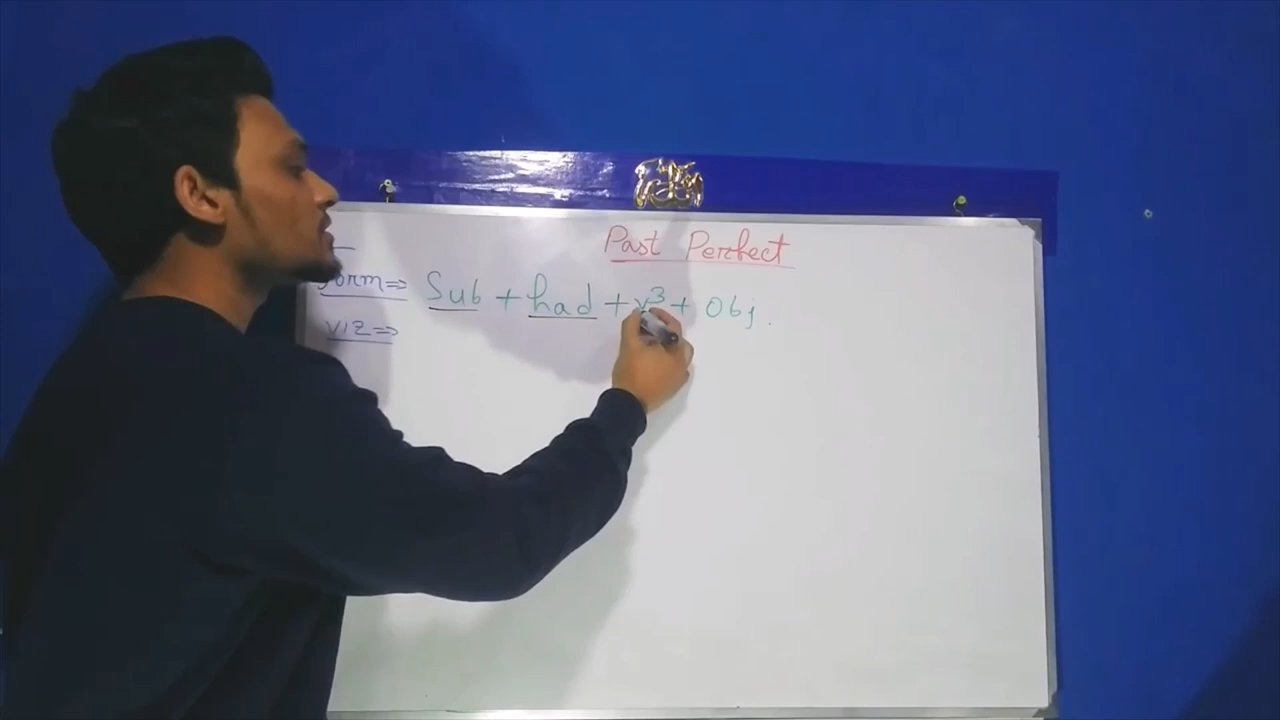 Past Perfect
Form⇒ Sub + had + v³ + Obj.
VIZ⇒